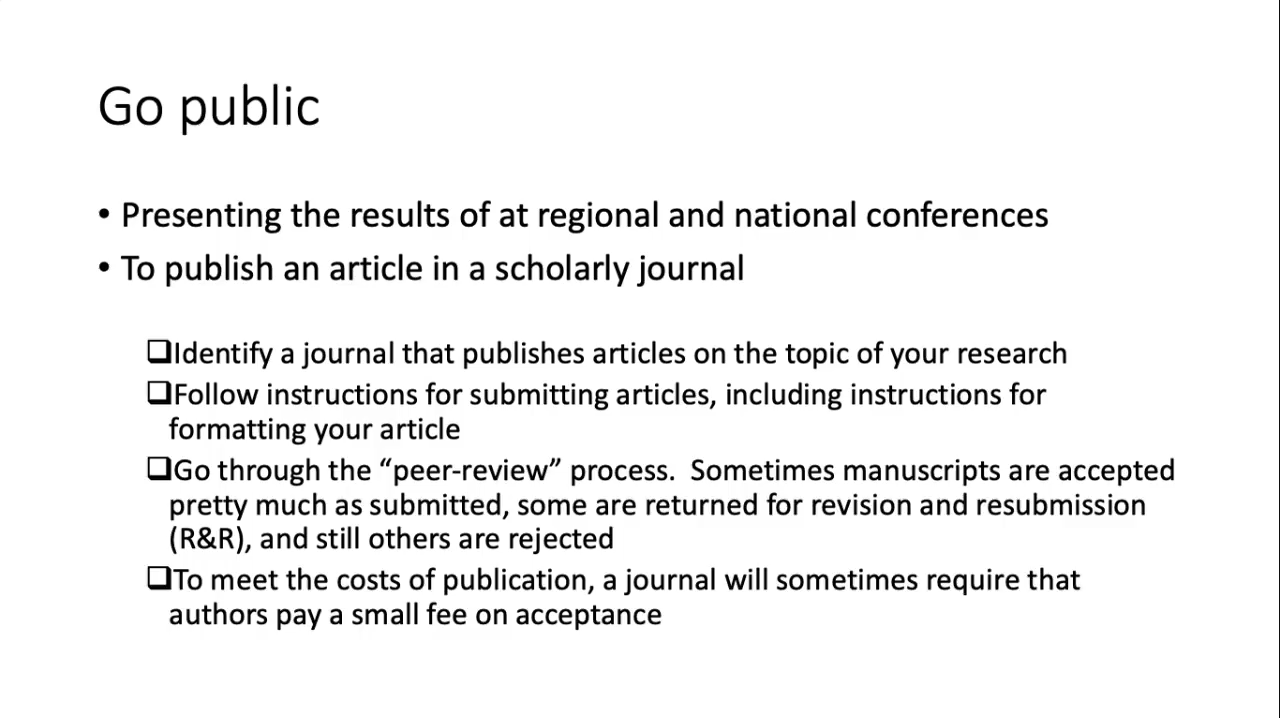 Go public
• Presenting the results of at regional and national conferences
• To publish an article in a scholarly journal
❑Identify a journal that publishes articles on the topic of your research
❑Follow instructions for submitting articles, including instructions for
formatting your article
❑Go through the “peer-review” process.  Sometimes manuscripts are accepted
pretty much as submitted, some are returned for revision and resubmission
(R&R), and still others are rejected
❑To meet the costs of publication, a journal will sometimes require that
authors pay a small fee on acceptance